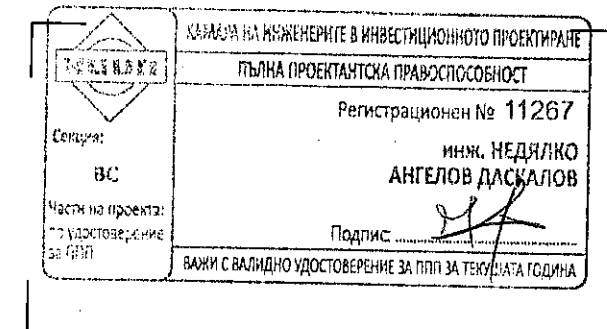 КАМАРА НА ИНЖЕНЕРИТЕ В ИНВЕСТИЦИОННОТО ПРОЕКТИРАНЕ
ПЪЛНА ПРОЕКТАНТСКА ПРАВОСПОСОБНОСТ
Регистрационен № 11267
Секция:
ВС
инж. НЕДЯЛКО
АНГЕЛОВ ДАСКАЛОВ
Части на проекта:
по удостоверение
за ППП
Подпис
ВАЖИ С ВАЛИДНО УДОСТОВЕРЕНИЕ ЗА ППП ЗА ТЕКУЩАТА ГОДИНА